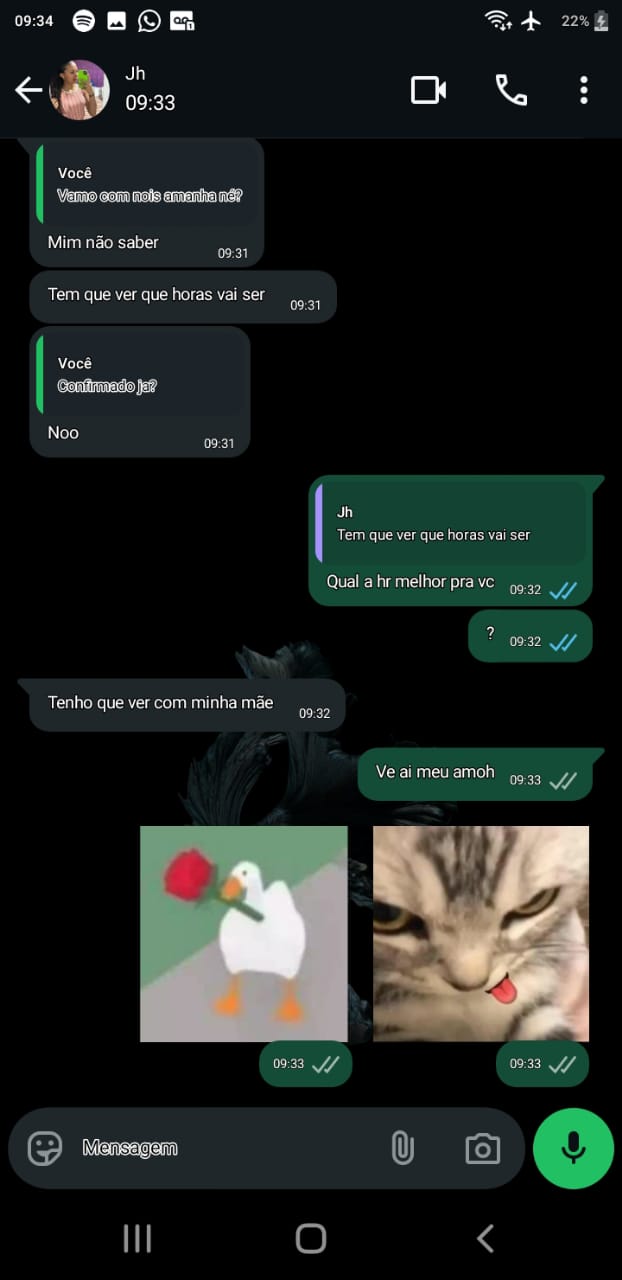 09:34
22%
Jh
09:33
Você
Vamo com nois amanha né?
Mim não saber
09:31
Tem que ver que horas vai ser
09:31
Você
Confirmado ja?
Noo
09:31
Jh
Tem que ver que horas vai ser
Qual a hr melhor pra vc
09:32
?
09:32
Tenho que ver com minha mãe
09:32
Ve ai meu amoh
09:33
09:33
09:33
Mensagem